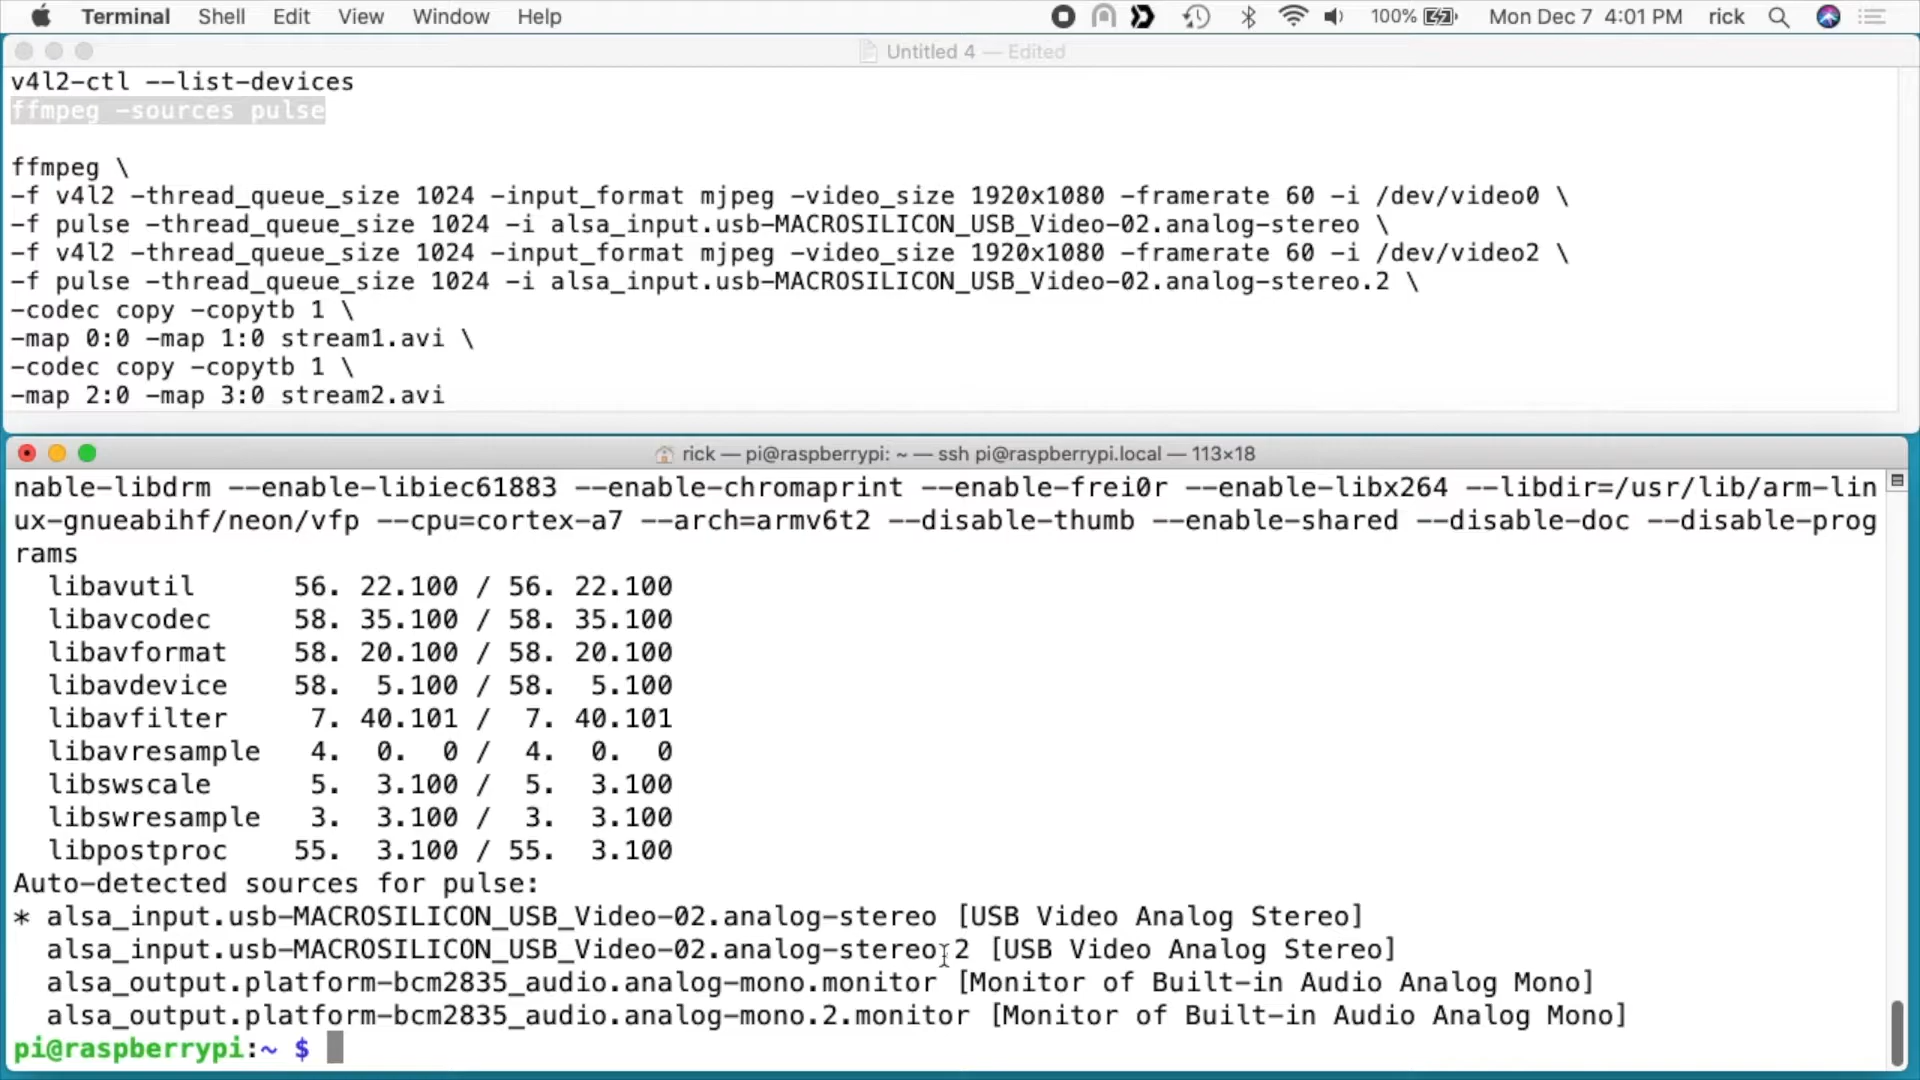 Terminal Shell Edit View Window Help 100% Mon Dec 7 4:01 PM rick
Untitled 4 — Edited
v4l2-ctl --list-devices
ffmpeg -sources pulse
ffmpeg \
-f v4l2 -thread_queue_size 1024 -input_format mjpeg -video_size 1920x1080 -framerate 60 -i /dev/video0 \
-f pulse -thread_queue_size 1024 -i alsa_input.usb-MACROSILICON_USB_Video-02.analog-stereo \
-f v4l2 -thread_queue_size 1024 -input_format mjpeg -video_size 1920x1080 -framerate 60 -i /dev/video2 \
-f pulse -thread_queue_size 1024 -i alsa_input.usb-MACROSILICON_USB_Video-02.analog-stereo.2 \
-codec copy -copytb 1 \
-map 0:0 -map 1:0 stream1.avi \
-codec copy -copytb 1 \
-map 2:0 -map 3:0 stream2.avi
rick — pi@raspberrypi: ~ — ssh pi@raspberrypi.local — 113×18
nable-libdrm --enable-libiec61883 --enable-chromaprint --enable-frei0r --enable-libx264 --libdir=/usr/lib/arm-lin
ux-gnueabihf/neon/vfp --cpu=cortex-a7 --arch=armv6t2 --disable-thumb --enable-shared --disable-doc --disable-prog
rams
libavutil      56. 22.100 / 56. 22.100
libavcodec     58. 35.100 / 58. 35.100
libavformat    58. 20.100 / 58. 20.100
libavdevice    58.  5.100 / 58.  5.100
libavfilter     7. 40.101 /  7. 40.101
libavresample   4.  0.  0 /  4.  0.  0
libswscale      5.  3.100 /  5.  3.100
libswresample   3.  3.100 /  3.  3.100
libpostproc    55.  3.100 / 55.  3.100
Auto-detected sources for pulse:
* alsa_input.usb-MACROSILICON_USB_Video-02.analog-stereo [USB Video Analog Stereo]
alsa_input.usb-MACROSILICON_USB_Video-02.analog-stereo.2 [USB Video Analog Stereo]
alsa_output.platform-bcm2835_audio.analog-mono.monitor [Monitor of Built-in Audio Analog Mono]
alsa_output.platform-bcm2835_audio.analog-mono.2.monitor [Monitor of Built-in Audio Analog Mono]
pi@raspberrypi:~ $